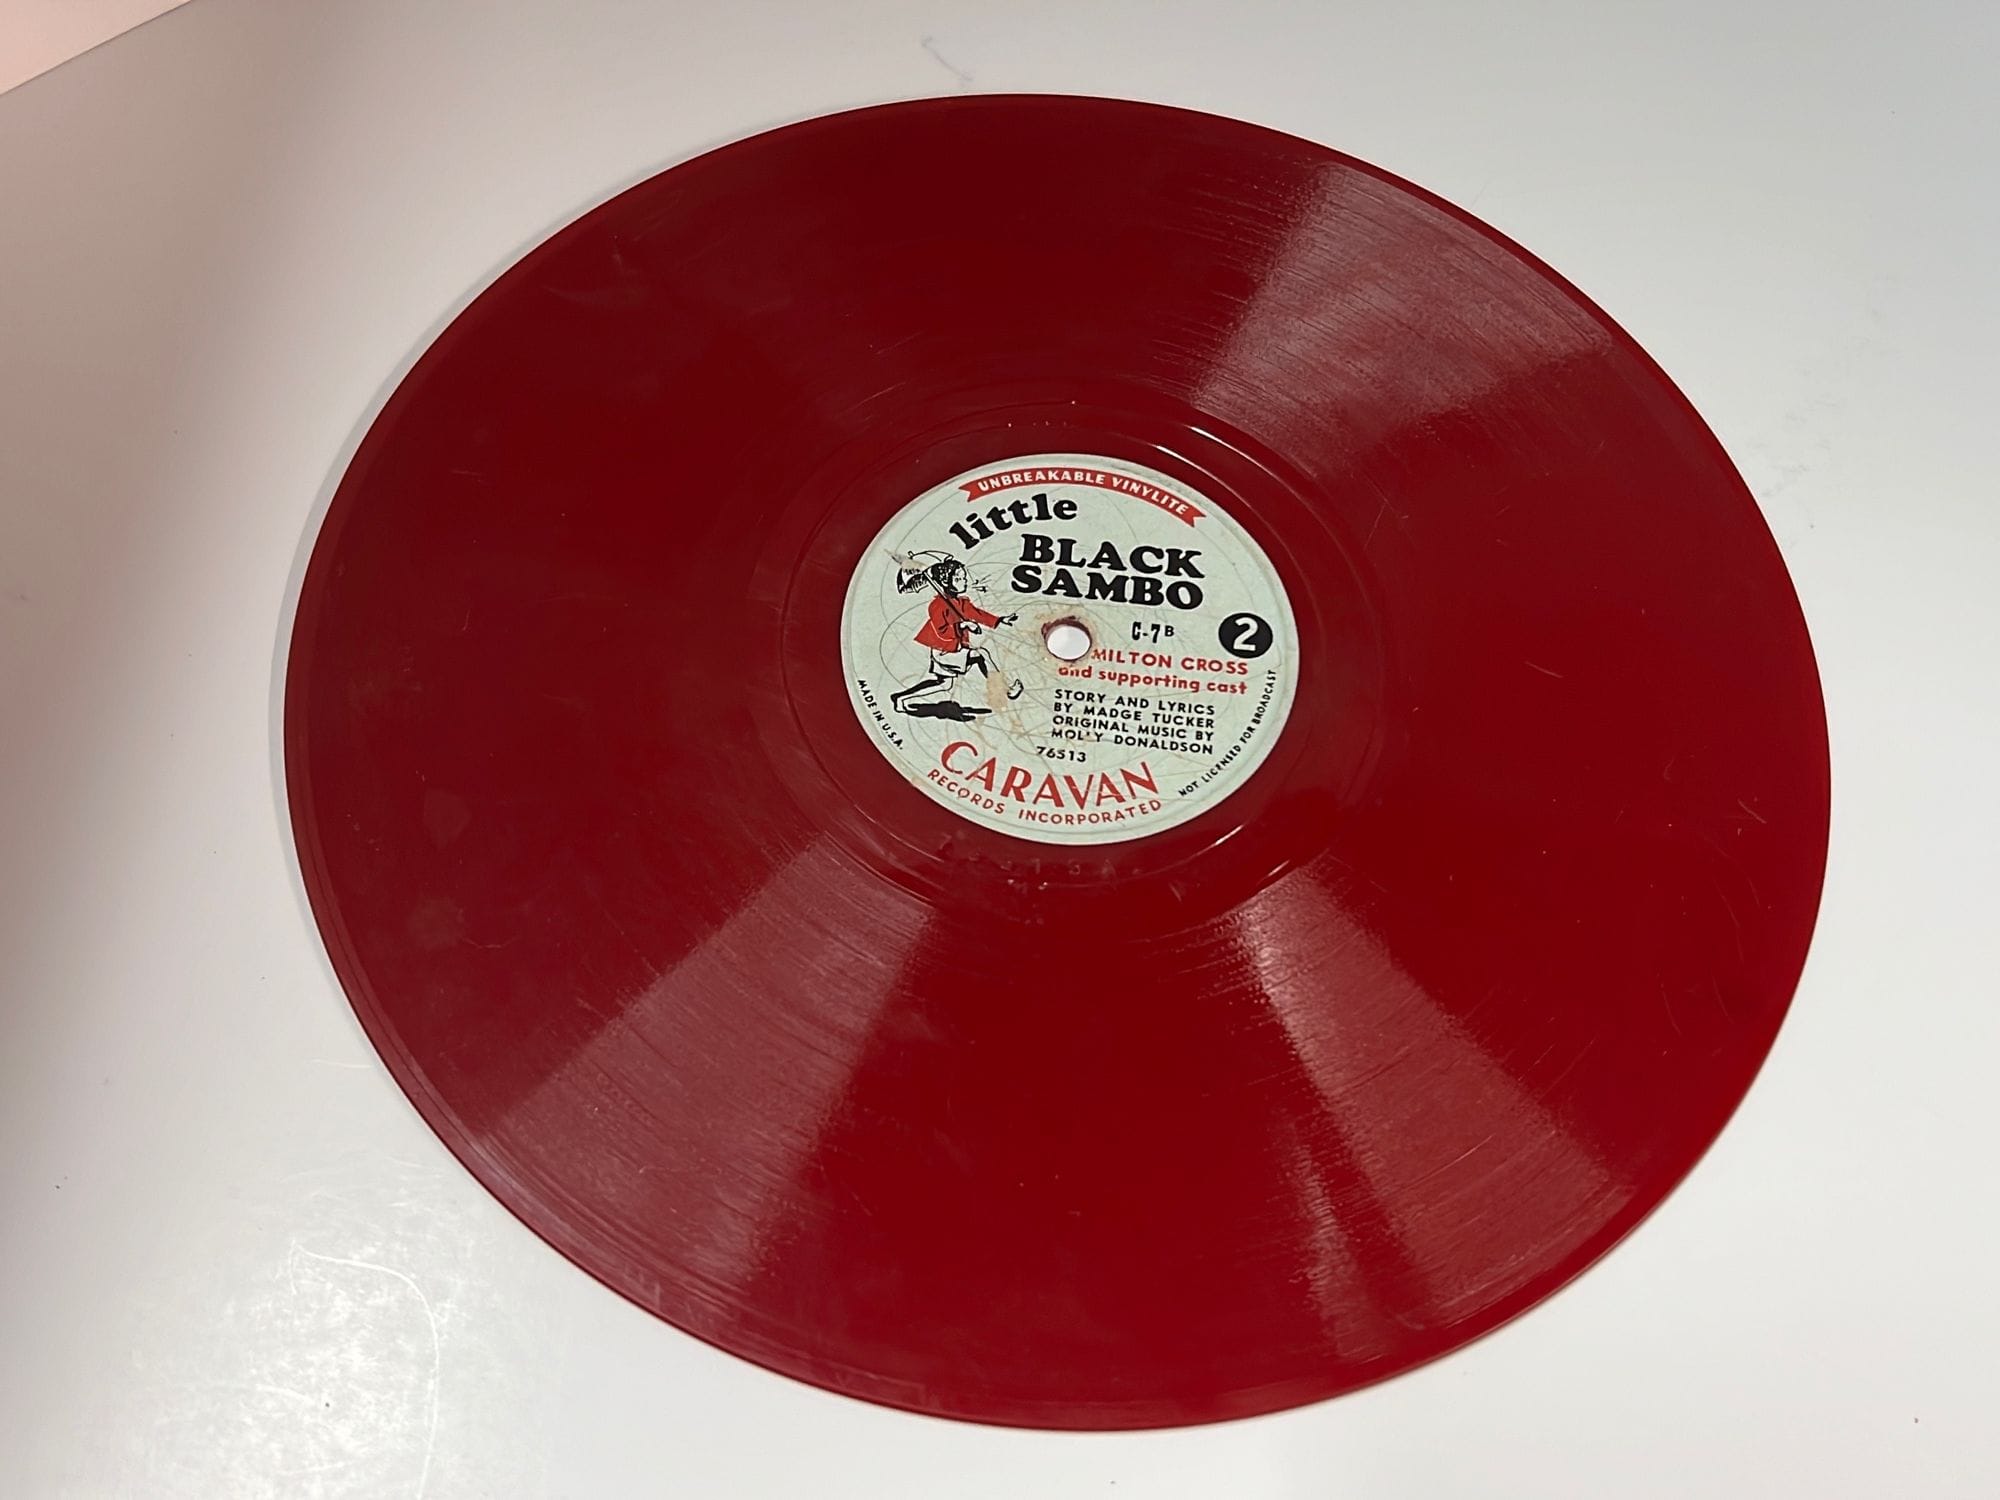 UNBREAKABLE VINYLITE
little
BLACK
SAMBO
C-7B
2
MILTON CROSS
and supporting cast
STORY AND LYRICS
BY MADGE TUCKER
ORIGINAL MUSIC BY
MOLLY DONALDSON
76513
MADE IN U.S.A.
NOT LICENSED FOR BROADCAST
CARAVAN
RECORDS INCORPORATED